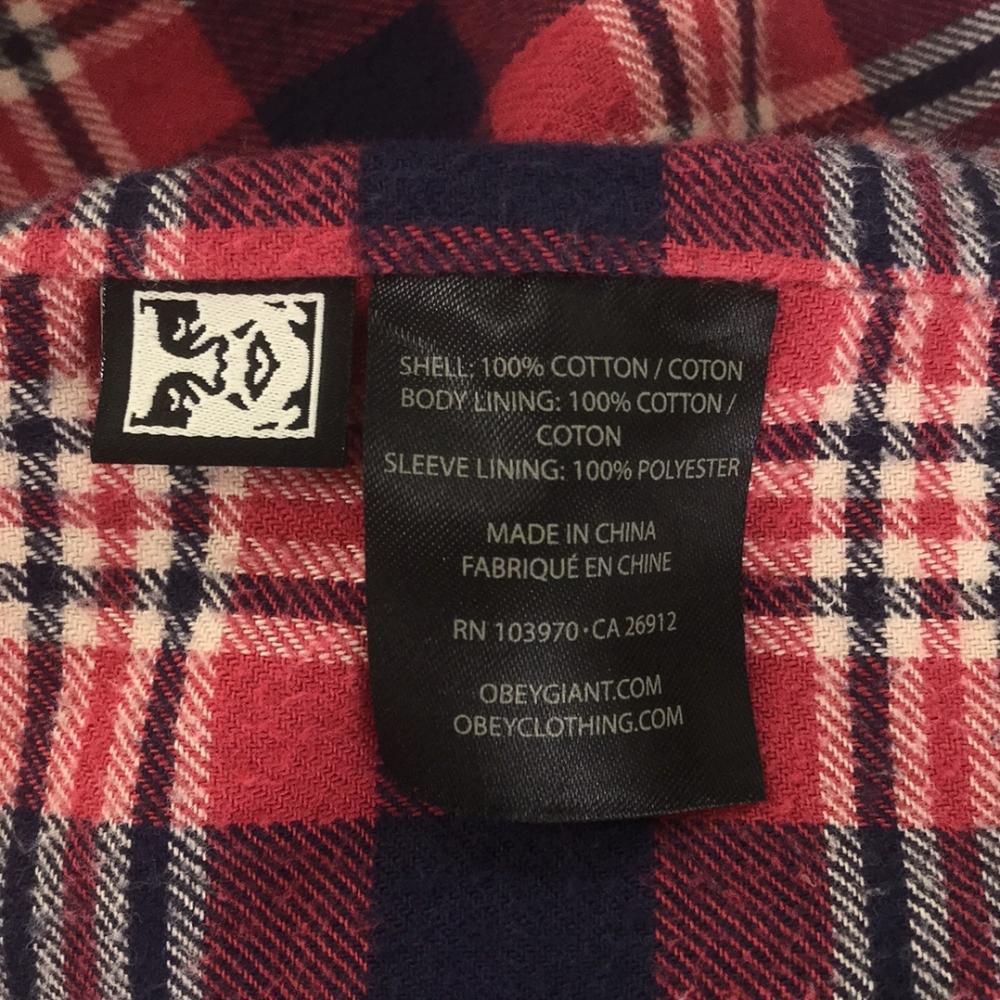 SHELL: 100% COTTON / COTON
BODY LINING: 100% COTTON /
COTON
SLEEVE LINING: 100% POLYESTER
MADE IN CHINA
FABRIQUÉ EN CHINE
RN 103970·CA 26912
OBEYGIANT.COM
OBEYCLOTHING.COM